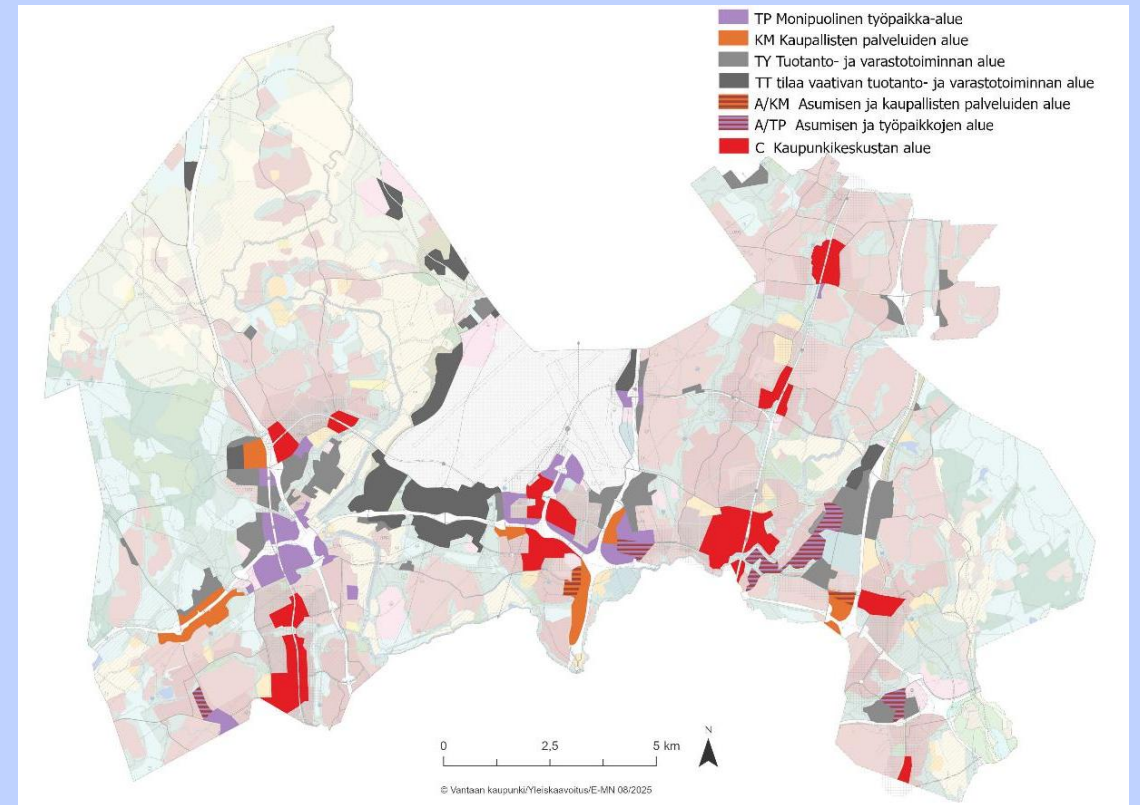 TP Monipuolinen työpaikka-alue
KM Kaupallisten palveluiden alue
TY Tuotanto- ja varastotoiminnan alue
TT tilaa vaativan tuotanto- ja varastotoiminnan alue
A/KM Asumisen ja kaupallisten palveluiden alue
A/TP Asumisen ja työpaikkojen alue
C Kaupunkikeskustan alue
N
0 2,5 5 km
© Vantaan kaupunki/Yleiskaavoitus/E-MN 08/2025